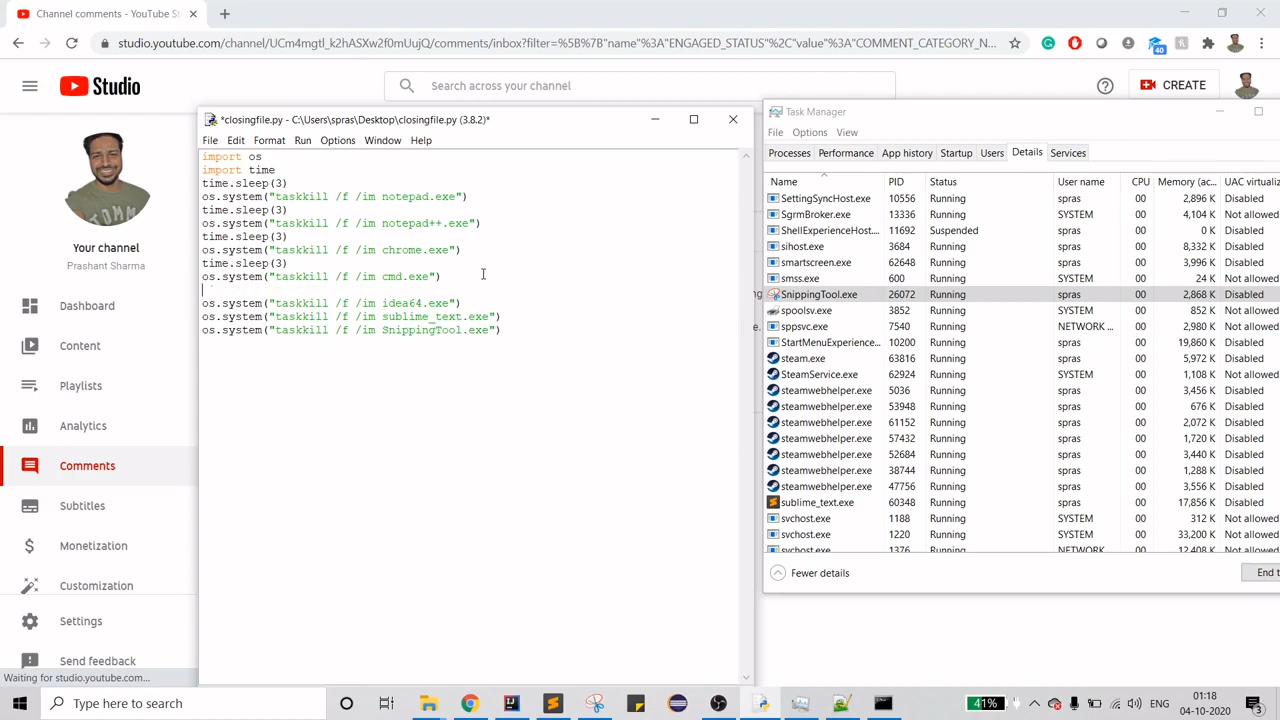 Channel comments - YouTube S
studio.youtube.com/channel/UCm4mgtl_k2hASXw2f0mUujQ/comments/inbox?filter=%5B%7B"name"%3A"ENGAGED_STATUS"%2C"value"%3A"COMMENT_CATEGORY_N...
40
Studio
Search across your channel
CREATE
Your channel
Prashant Sharma
Dashboard
Content
Playlists
Analytics
Comments
Subtitles
Monetization
Customization
Settings
Send feedback
Waiting for studio.youtube.com...
*closingfile.py - C:\Users\spras\Desktop\closingfile.py (3.8.2)*
File Edit Format Run Options Window Help
import os
import time
time.sleep(3)
os.system("taskkill /f /im notepad.exe")
time.sleep(3)
os.system("taskkill /f /im notepad++.exe")
time.sleep(3)
os.system("taskkill /f /im chrome.exe")
time.sleep(3)
os.system("taskkill /f /im cmd.exe")
os.system("taskkill /f /im idea64.exe")
os.system("taskkill /f /im sublime_text.exe")
os.system("taskkill /f /im SnippingTool.exe")
Task Manager
File Options View
Processes Performance App history Startup Users Details Services
Name PID Status User name CPU Memory (ac... UAC virtualiz
SettingSyncHost.exe 10556 Running spras 00 2,896 K Disabled
SgrmBroker.exe 13336 Running SYSTEM 00 4,104 K Not allowed
ShellExperienceHost.... 11692 Suspended spras 00 0 K Disabled
sihost.exe 3684 Running spras 00 8,332 K Disabled
smartscreen.exe 62648 Running spras 00 3,996 K Disabled
smss.exe 600 Running SYSTEM 00 24 K Not allowed
SnippingTool.exe 26072 Running spras 00 2,868 K Disabled
spoolsv.exe 3852 Running SYSTEM 00 852 K Not allowed
sppsvc.exe 7540 Running NETWORK ... 00 2,980 K Not allowed
StartMenuExperience... 10200 Running spras 00 19,860 K Disabled
steam.exe 63816 Running spras 00 5,972 K Disabled
SteamService.exe 62924 Running SYSTEM 00 1,108 K Not allowed
steamwebhelper.exe 5036 Running spras 00 3,456 K Disabled
steamwebhelper.exe 53948 Running spras 00 676 K Disabled
steamwebhelper.exe 61152 Running spras 00 2,072 K Disabled
steamwebhelper.exe 57432 Running spras 00 1,720 K Disabled
steamwebhelper.exe 52684 Running spras 00 3,440 K Disabled
steamwebhelper.exe 38744 Running spras 00 1,288 K Disabled
steamwebhelper.exe 47756 Running spras 00 3,556 K Disabled
sublime_text.exe 60348 Running spras 00 17,856 K Disabled
svchost.exe 1188 Running SYSTEM 00 312 K Not allowed
svchost.exe 1220 Running SYSTEM 00 33,200 K Not allowed
svchost.exe 1376 Running NETWORK 00 12,408 K Not allowed
Fewer details
End t
Type here to search
41%
ENG
01:18
04-10-2020
3